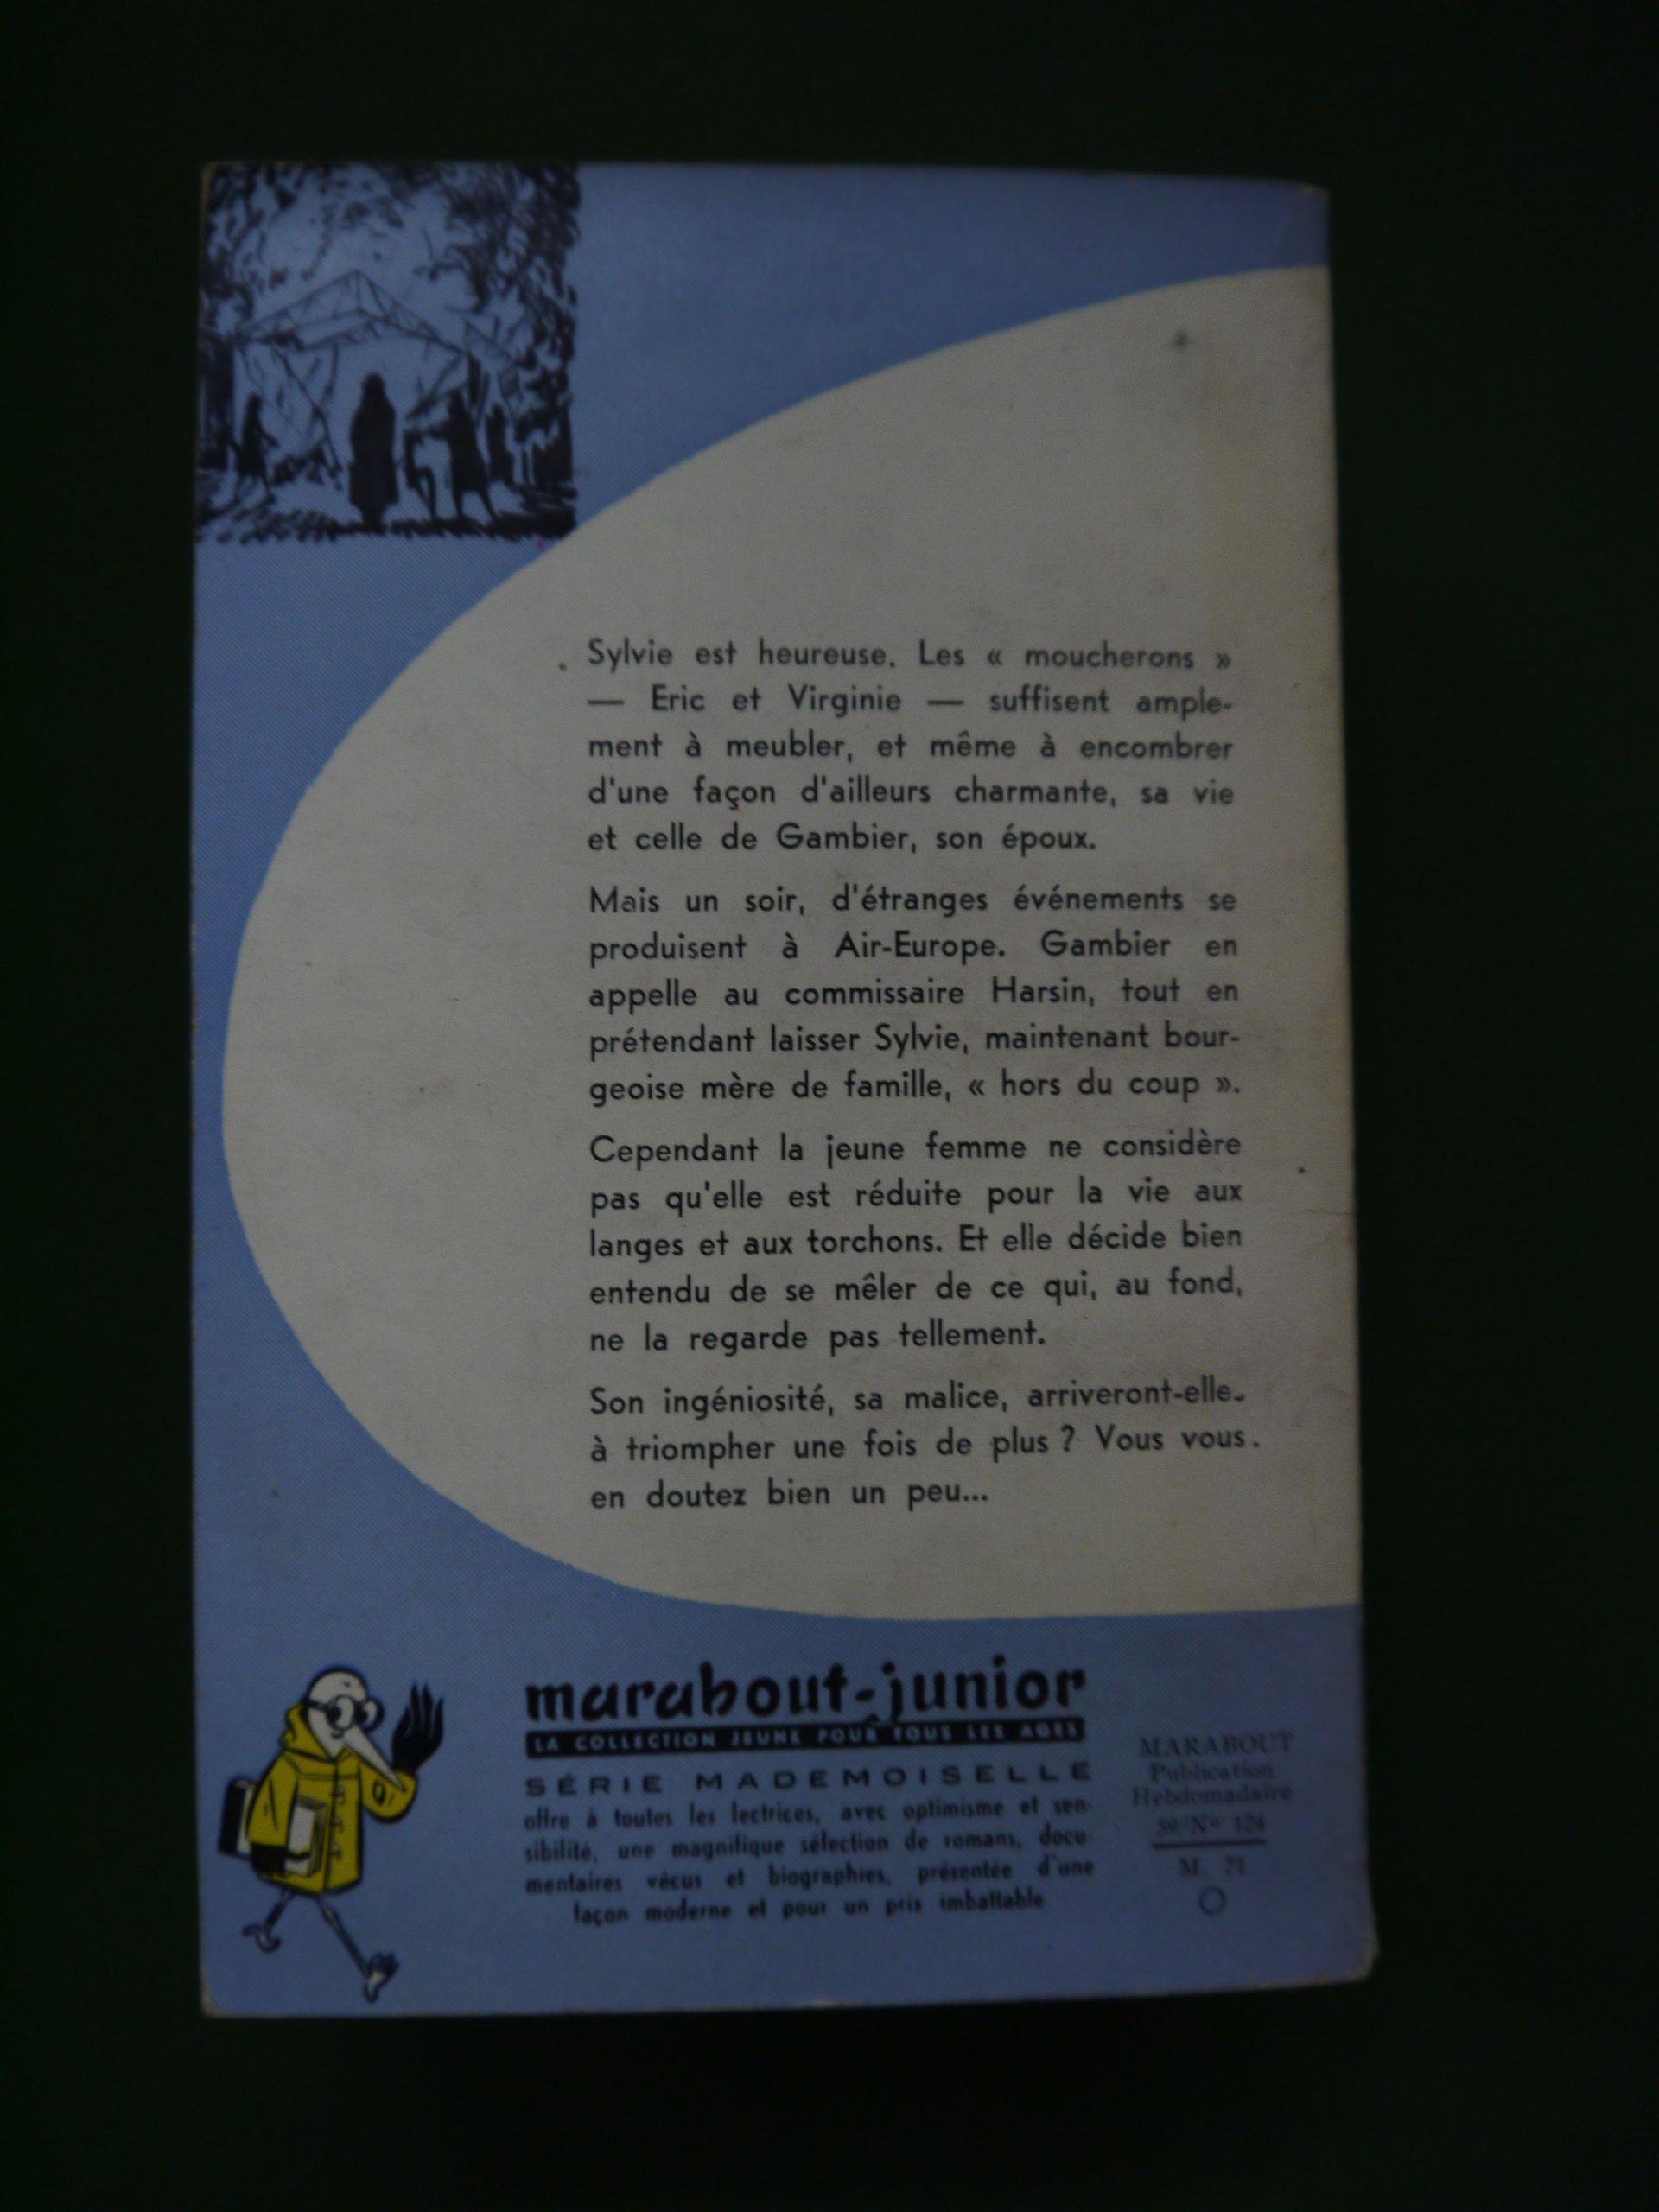 Sylvie est heureuse. Les « moucherons »
— Eric et Virginie — suffisent ample-
ment à meubler, et même à encombrer
d'une façon d'ailleurs charmante, sa vie
et celle de Gambier, son époux.
Mais un soir, d'étranges événements se
produisent à Air-Europe. Gambier en
appelle au commissaire Harsin, tout en
prétendant laisser Sylvie, maintenant bour-
geoise mère de famille, « hors du coup ».
Cependant la jeune femme ne considère
pas qu'elle est réduite pour la vie aux
langes et aux torchons. Et elle décide bien
entendu de se mêler de ce qui, au fond,
ne la regarde pas tellement.
Son ingéniosité, sa malice, arriveront-elle
à triompher une fois de plus ? Vous vous
en doutez bien un peu...
marabout-junior
LA COLLECTION JEUNE POUR TOUS LES AGES
SÉRIE MADEMOISELLE
offre à toutes les lectrices, avec optimisme et sen-
sibilité, une magnifique sélection de romans, docu-
mentaires vécus et biographies, présentée d'une
façon moderne et pour un prix imbattable
MARABOUT
Publication
Hebdomadaire
59/N° 124
M. 71